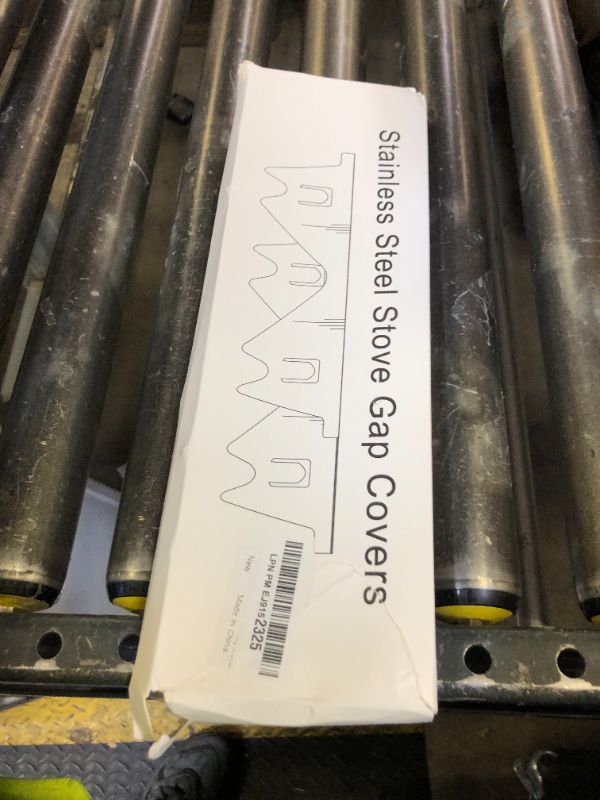 Stainless Steel Stove Gap Covers
LPN PM EJ9152325
New
Made in China